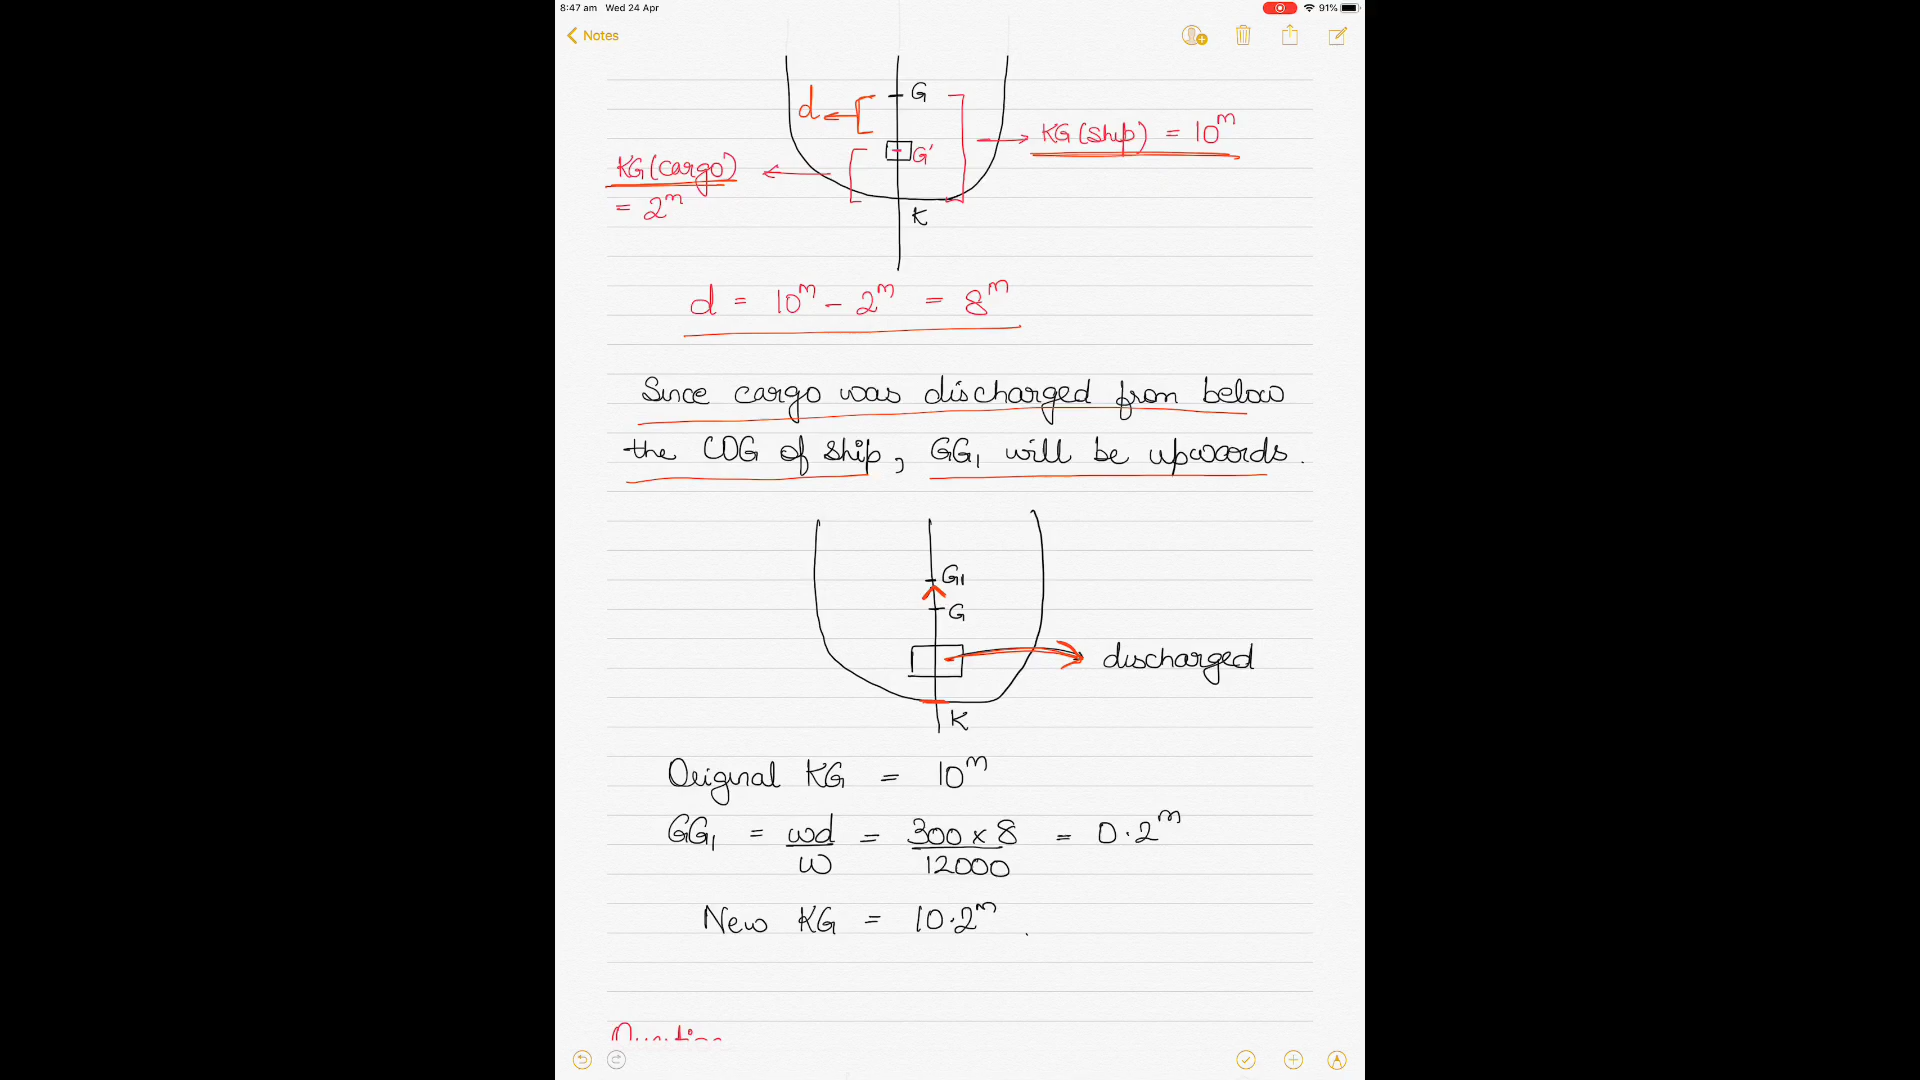 8:47 am Wed 24 Apr
91%
Notes
G
d
G'
KG (ship) = 10m
KG (cargo)
= 2m
K
d = 10m - 2m = 8m
Since cargo was discharged from below
the COG of ship, GG1 will be upwards.
G1
G
discharged
K
Original KG = 10m
GG1 = wd/W = 300 x 8/12000 = 0.2m
New KG = 10.2m.